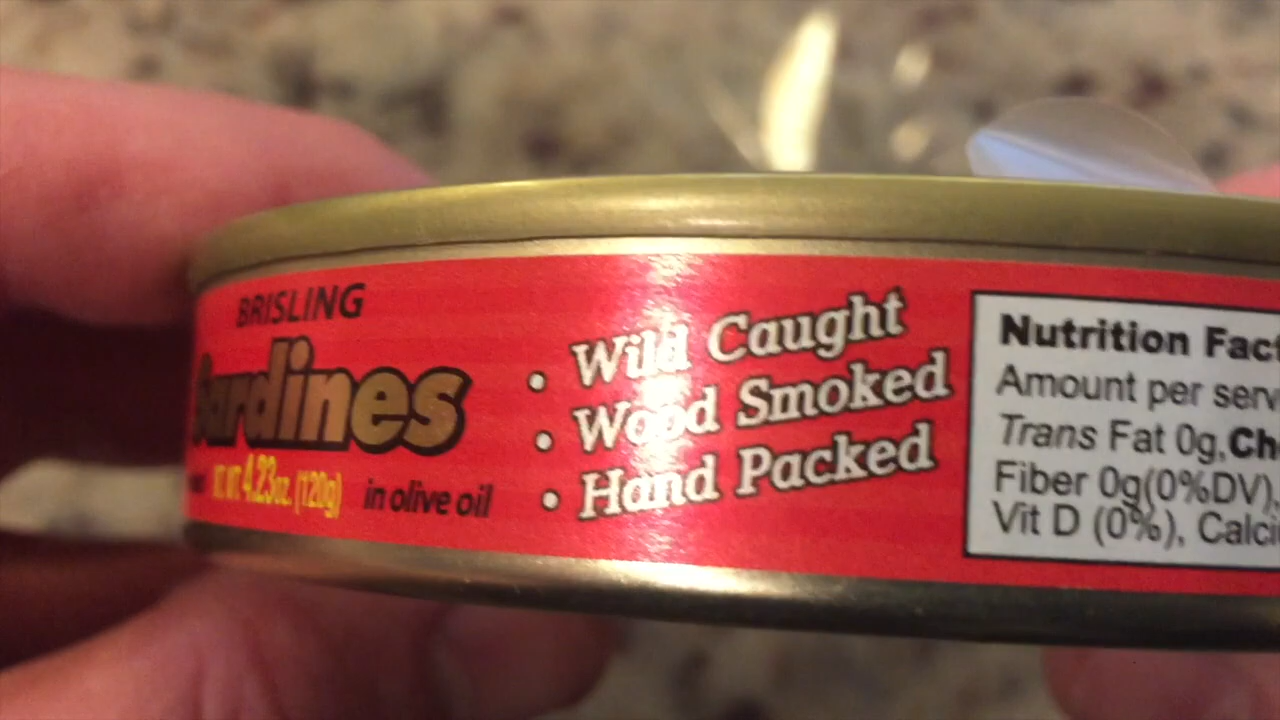 BRISLING
Sardines
NET WT. 4.23oz. (120g) in olive oil
• Wild Caught
• Wood Smoked
• Hand Packed
Nutrition Fact
Amount per serv
Trans Fat 0g, Ch
Fiber 0g(0%DV),
Vit D (0%), Calci